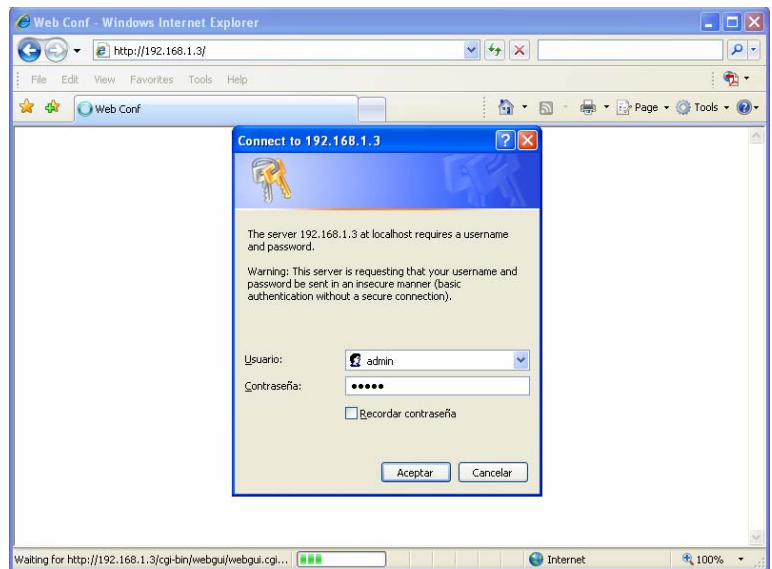 Web Conf - Windows Internet Explorer
http://192.168.1.3/
File Edit View Favorites Tools Help
Web Conf
Page
Tools
Connect to 192.168.1.3
The server 192.168.1.3 at localhost requires a username
and password.
Warning: This server is requesting that your username and
password be sent in an insecure manner (basic
authentication without a secure connection).
Usuario:
admin
Contraseña:
•••••
Recordar contraseña
Aceptar
Cancelar
Waiting for http://192.168.1.3/cgi-bin/webgui/webgui.cgi...
Internet
100%